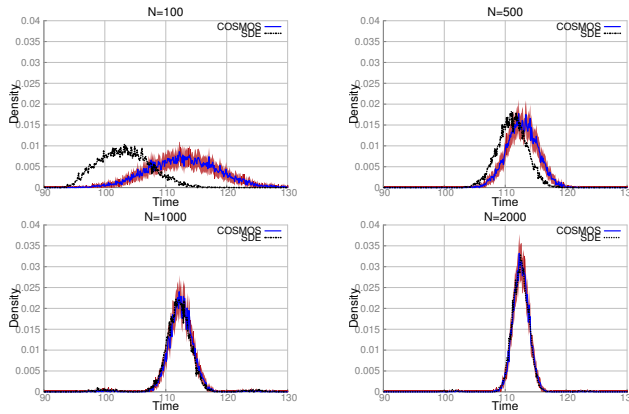 N=100
COSMOS
SDE
0.04
0.035
0.03
0.025
0.02
0.015
0.01
0.005
0
Density
90
100
110
120
130
Time
N=500
COSMOS
SDE
0.04
0.035
0.03
0.025
0.02
0.015
0.01
0.005
0
Density
90
100
110
120
130
Time
N=1000
COSMOS
SDE
0.04
0.035
0.03
0.025
0.02
0.015
0.01
0.005
0
Density
90
100
110
120
130
Time
N=2000
COSMOS
SDE
0.04
0.035
0.03
0.025
0.02
0.015
0.01
0.005
0
Density
90
100
110
120
130
Time